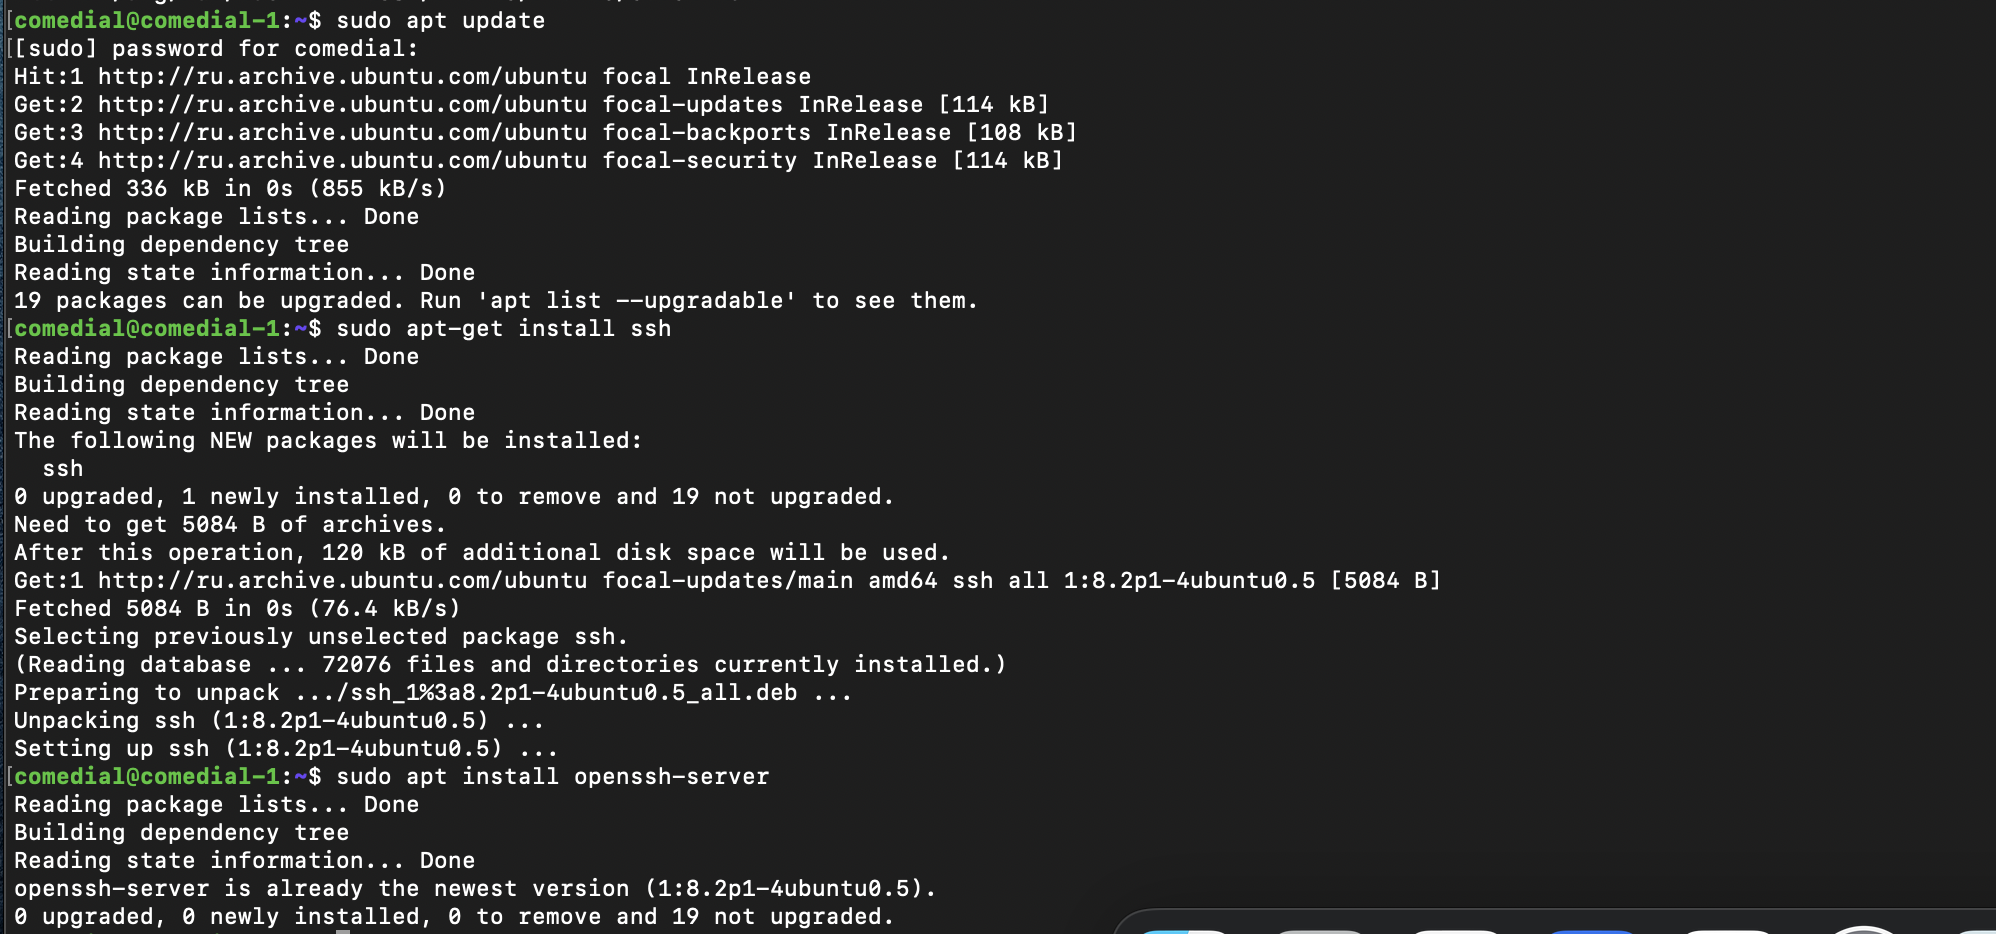 [comedial@comedial-1:~$ sudo apt update
[[sudo] password for comedial:
Hit:1 http://ru.archive.ubuntu.com/ubuntu focal InRelease
Get:2 http://ru.archive.ubuntu.com/ubuntu focal-updates InRelease [114 kB]
Get:3 http://ru.archive.ubuntu.com/ubuntu focal-backports InRelease [108 kB]
Get:4 http://ru.archive.ubuntu.com/ubuntu focal-security InRelease [114 kB]
Fetched 336 kB in 0s (855 kB/s)
Reading package lists... Done
Building dependency tree
Reading state information... Done
19 packages can be upgraded. Run 'apt list --upgradable' to see them.
[comedial@comedial-1:~$ sudo apt-get install ssh
Reading package lists... Done
Building dependency tree
Reading state information... Done
The following NEW packages will be installed:
  ssh
0 upgraded, 1 newly installed, 0 to remove and 19 not upgraded.
Need to get 5084 B of archives.
After this operation, 120 kB of additional disk space will be used.
Get:1 http://ru.archive.ubuntu.com/ubuntu focal-updates/main amd64 ssh all 1:8.2p1-4ubuntu0.5 [5084 B]
Fetched 5084 B in 0s (76.4 kB/s)
Selecting previously unselected package ssh.
(Reading database ... 72076 files and directories currently installed.)
Preparing to unpack .../ssh_1%3a8.2p1-4ubuntu0.5_all.deb ...
Unpacking ssh (1:8.2p1-4ubuntu0.5) ...
Setting up ssh (1:8.2p1-4ubuntu0.5) ...
[comedial@comedial-1:~$ sudo apt install openssh-server
Reading package lists... Done
Building dependency tree
Reading state information... Done
openssh-server is already the newest version (1:8.2p1-4ubuntu0.5).
0 upgraded, 0 newly installed, 0 to remove and 19 not upgraded.